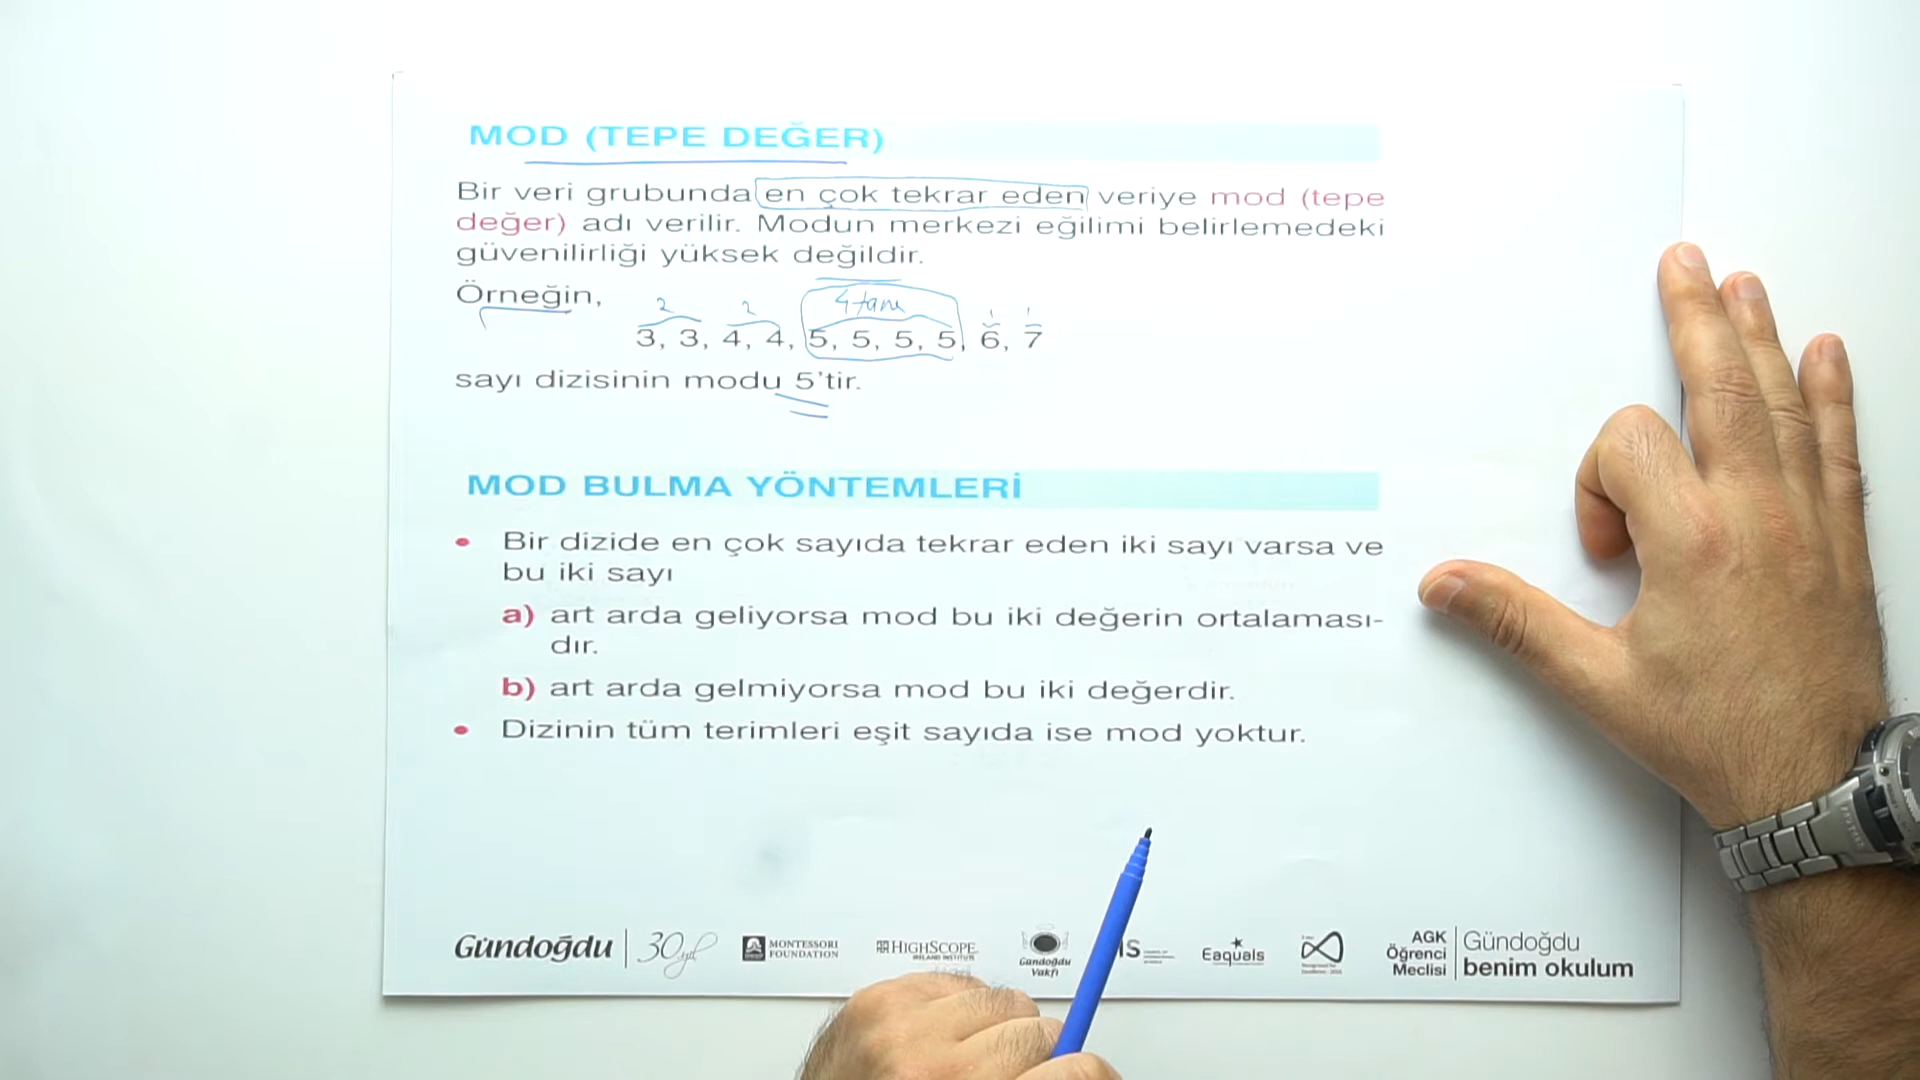 MOD (TEPE DEĞER)
Bir veri grubunda en çok tekrar eden veriye mod (tepe
değer) adı verilir. Modun merkezi eğilimi belirlemedeki
güvenilirliği yüksek değildir.
Örneğin,
2 2 4 tane 1 1
3, 3, 4, 4, 5, 5, 5, 5, 6, 7
sayı dizisinin modu 5'tir.
MOD BULMA YÖNTEMLERİ
• Bir dizide en çok sayıda tekrar eden iki sayı varsa ve
bu iki sayı
a) art arda geliyorsa mod bu iki değerin ortalaması-
dır.
b) art arda gelmiyorsa mod bu iki değerdir.
• Dizinin tüm terimleri eşit sayıda ise mod yoktur.
Gündoğdu 30.yıl
MONTESSORI
FOUNDATION
HIGHSCOPE
Gündoğdu
Vakfı
IS
Eaquals
AGK
Öğrenci
Meclisi
Gündoğdu
benim okulum